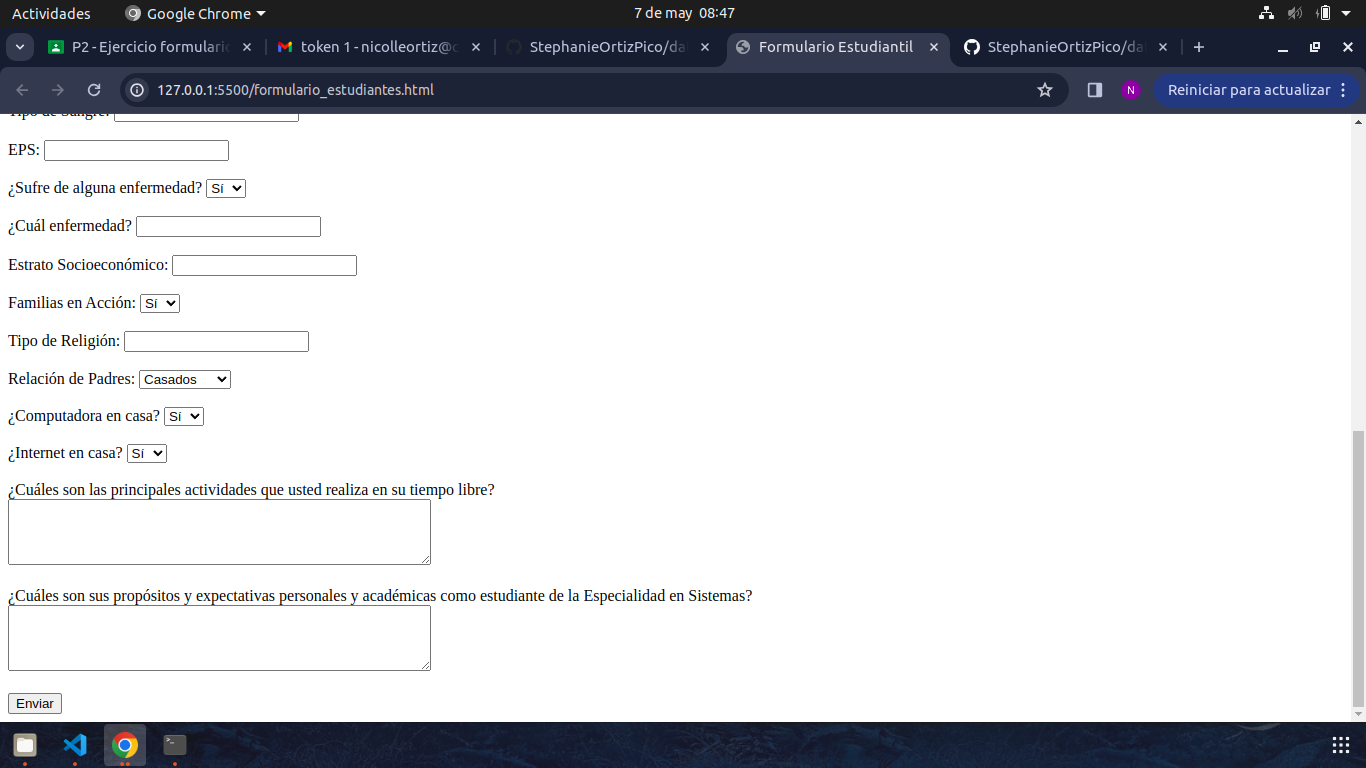 Actividades
Google Chrome
7 de may 08:47
P2 - Ejercicio formulario
token 1 - nicolleortiz@
StephanieOrtizPico/da
Formulario Estudiantil
StephanieOrtizPico/da
127.0.0.1:5500/formulario_estudiantes.html
N
Reiniciar para actualizar
Tipo de Sangre:
EPS:
¿Sufre de alguna enfermedad? Sí
¿Cuál enfermedad?
Estrato Socioeconómico:
Familias en Acción: Sí
Tipo de Religión:
Relación de Padres: Casados
¿Computadora en casa? Sí
¿Internet en casa? Sí
¿Cuáles son las principales actividades que usted realiza en su tiempo libre?
¿Cuáles son sus propósitos y expectativas personales y académicas como estudiante de la Especialidad en Sistemas?
Enviar